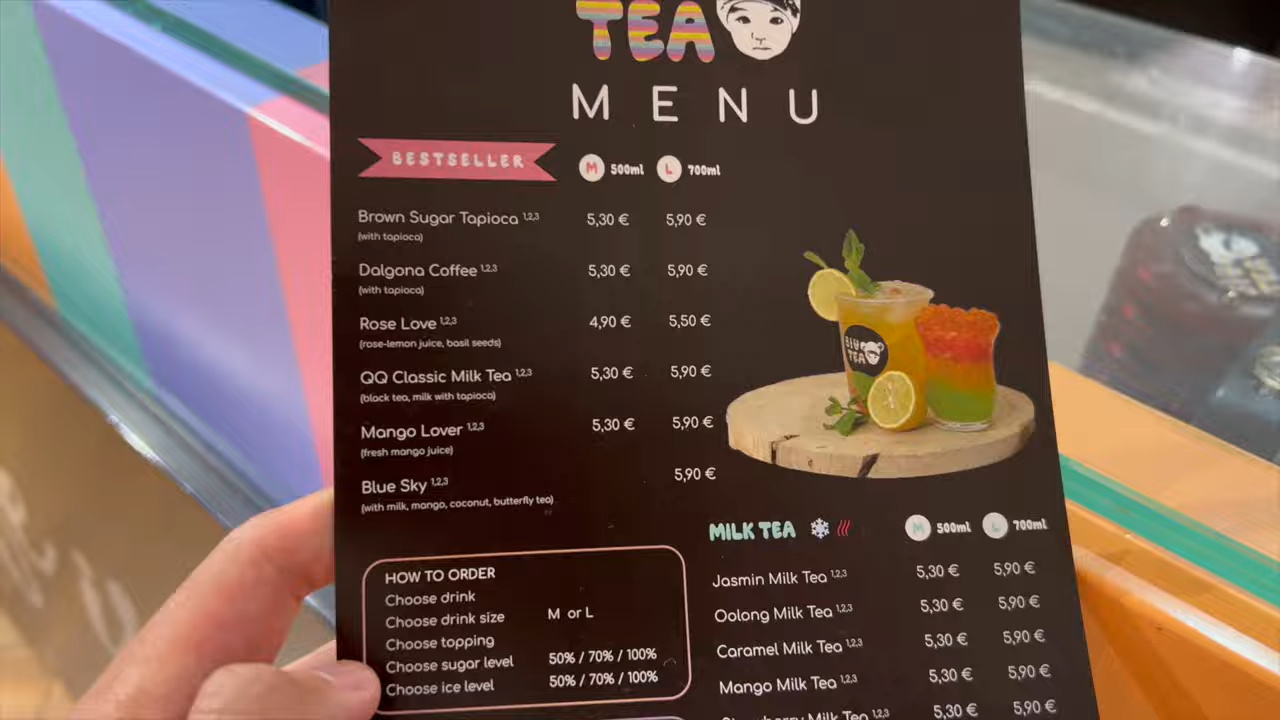 TEA
MENU
BESTSELLER M 500ml L 700ml
Brown Sugar Tapioca 1,2,3 5,30 € 5,90 €
(with tapioca)
Dalgona Coffee 1,2,3 5,30 € 5,90 €
(with tapioca)
Rose Love 1,2,3 4,90 € 5,50 €
(rose-lemon juice, basil seeds)
QQ Classic Milk Tea 1,2,3 5,30 € 5,90 €
(black tea, milk with tapioca)
Mango Lover 1,2,3 5,30 € 5,90 €
(fresh mango juice)
Blue Sky 1,2,3 5,90 €
(with milk, mango, coconut, butterfly tea)
TEA
HOW TO ORDER
Choose drink
Choose drink size M or L
Choose topping
Choose sugar level 50% / 70% / 100%
Choose ice level 50% / 70% / 100%
MILK TEA M 500ml L 700ml
Jasmin Milk Tea 1,2,3 5,30 € 5,90 €
Oolong Milk Tea 1,2,3 5,30 € 5,90 €
Caramel Milk Tea 1,2,3 5,30 € 5,90 €
Mango Milk Tea 1,2,3 5,30 € 5,90 €
Strawberry Milk Tea 1,2,3 5,30 € 5,90 €